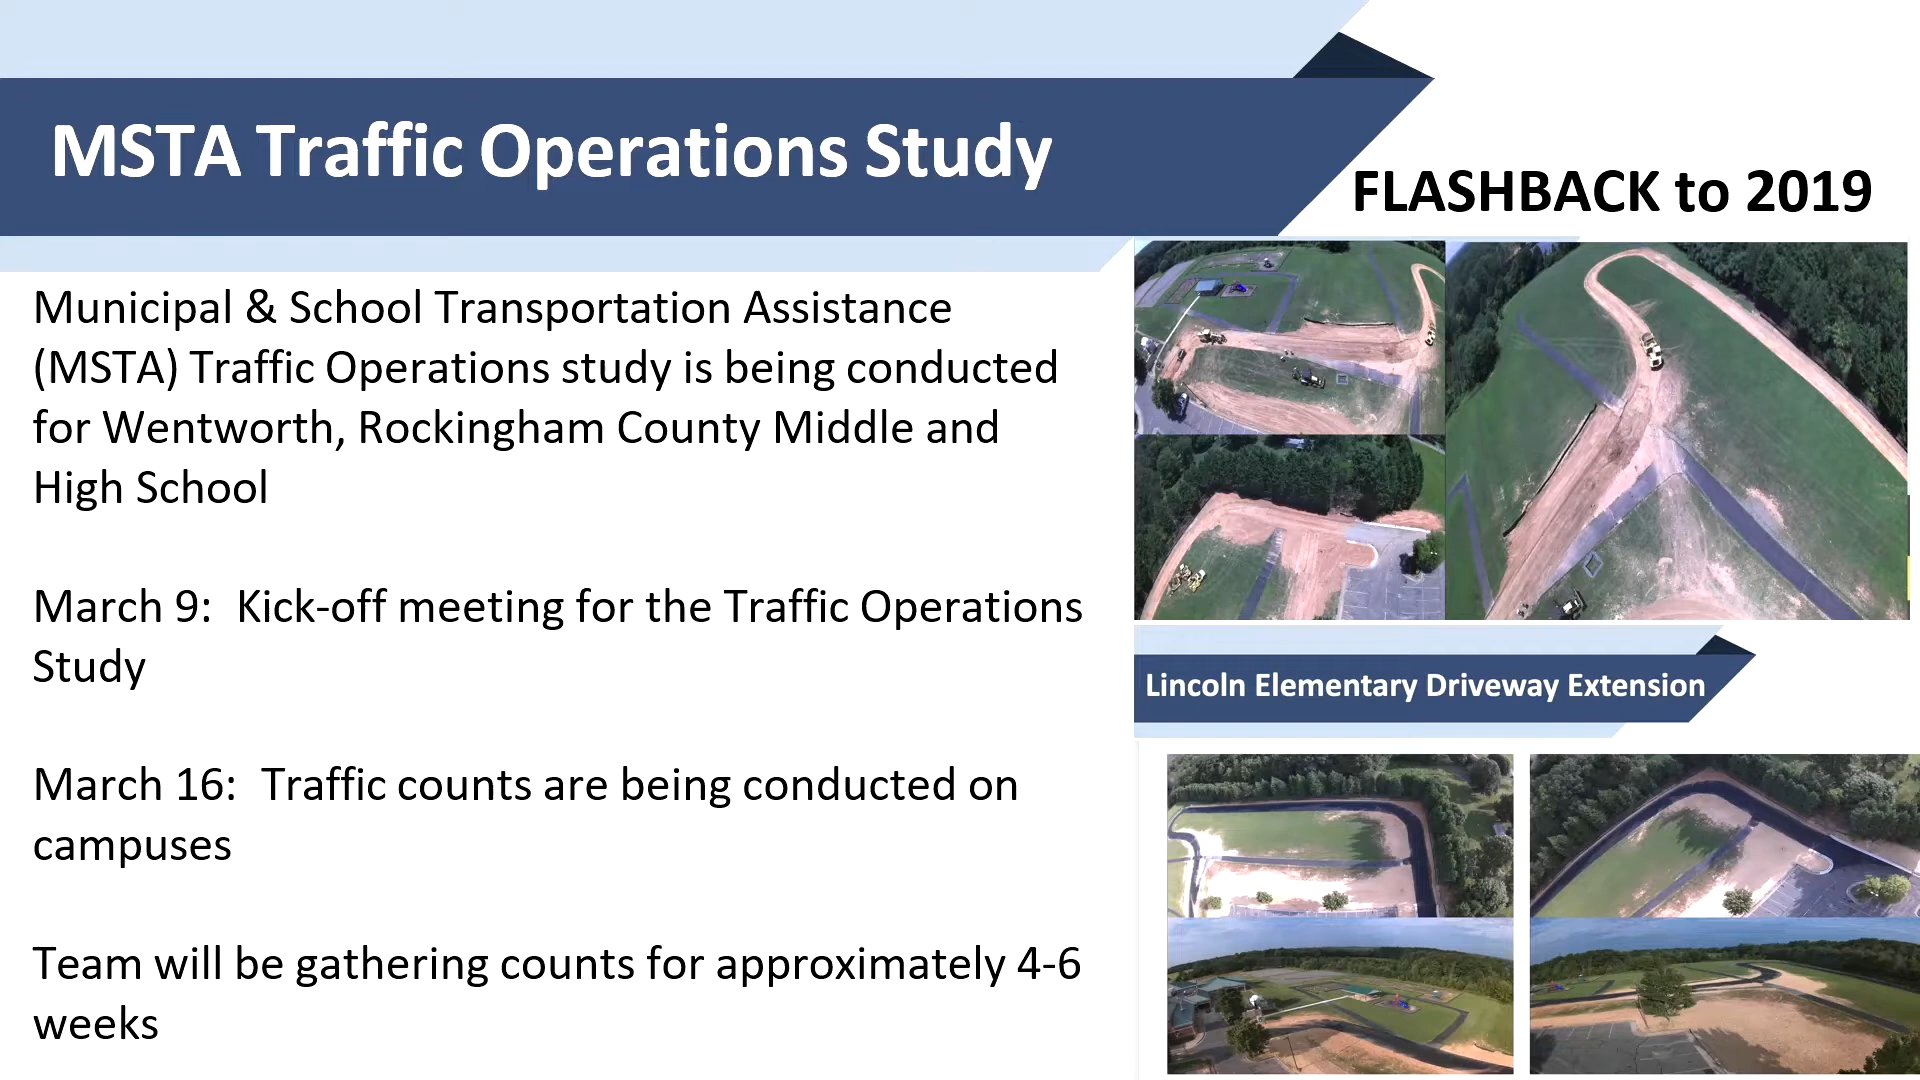 MSTA Traffic Operations Study
FLASHBACK to 2019
Municipal & School Transportation Assistance
(MSTA) Traffic Operations study is being conducted
for Wentworth, Rockingham County Middle and
High School
March 9:  Kick-off meeting for the Traffic Operations
Study
March 16:  Traffic counts are being conducted on
campuses
Team will be gathering counts for approximately 4-6
weeks
Lincoln Elementary Driveway Extension